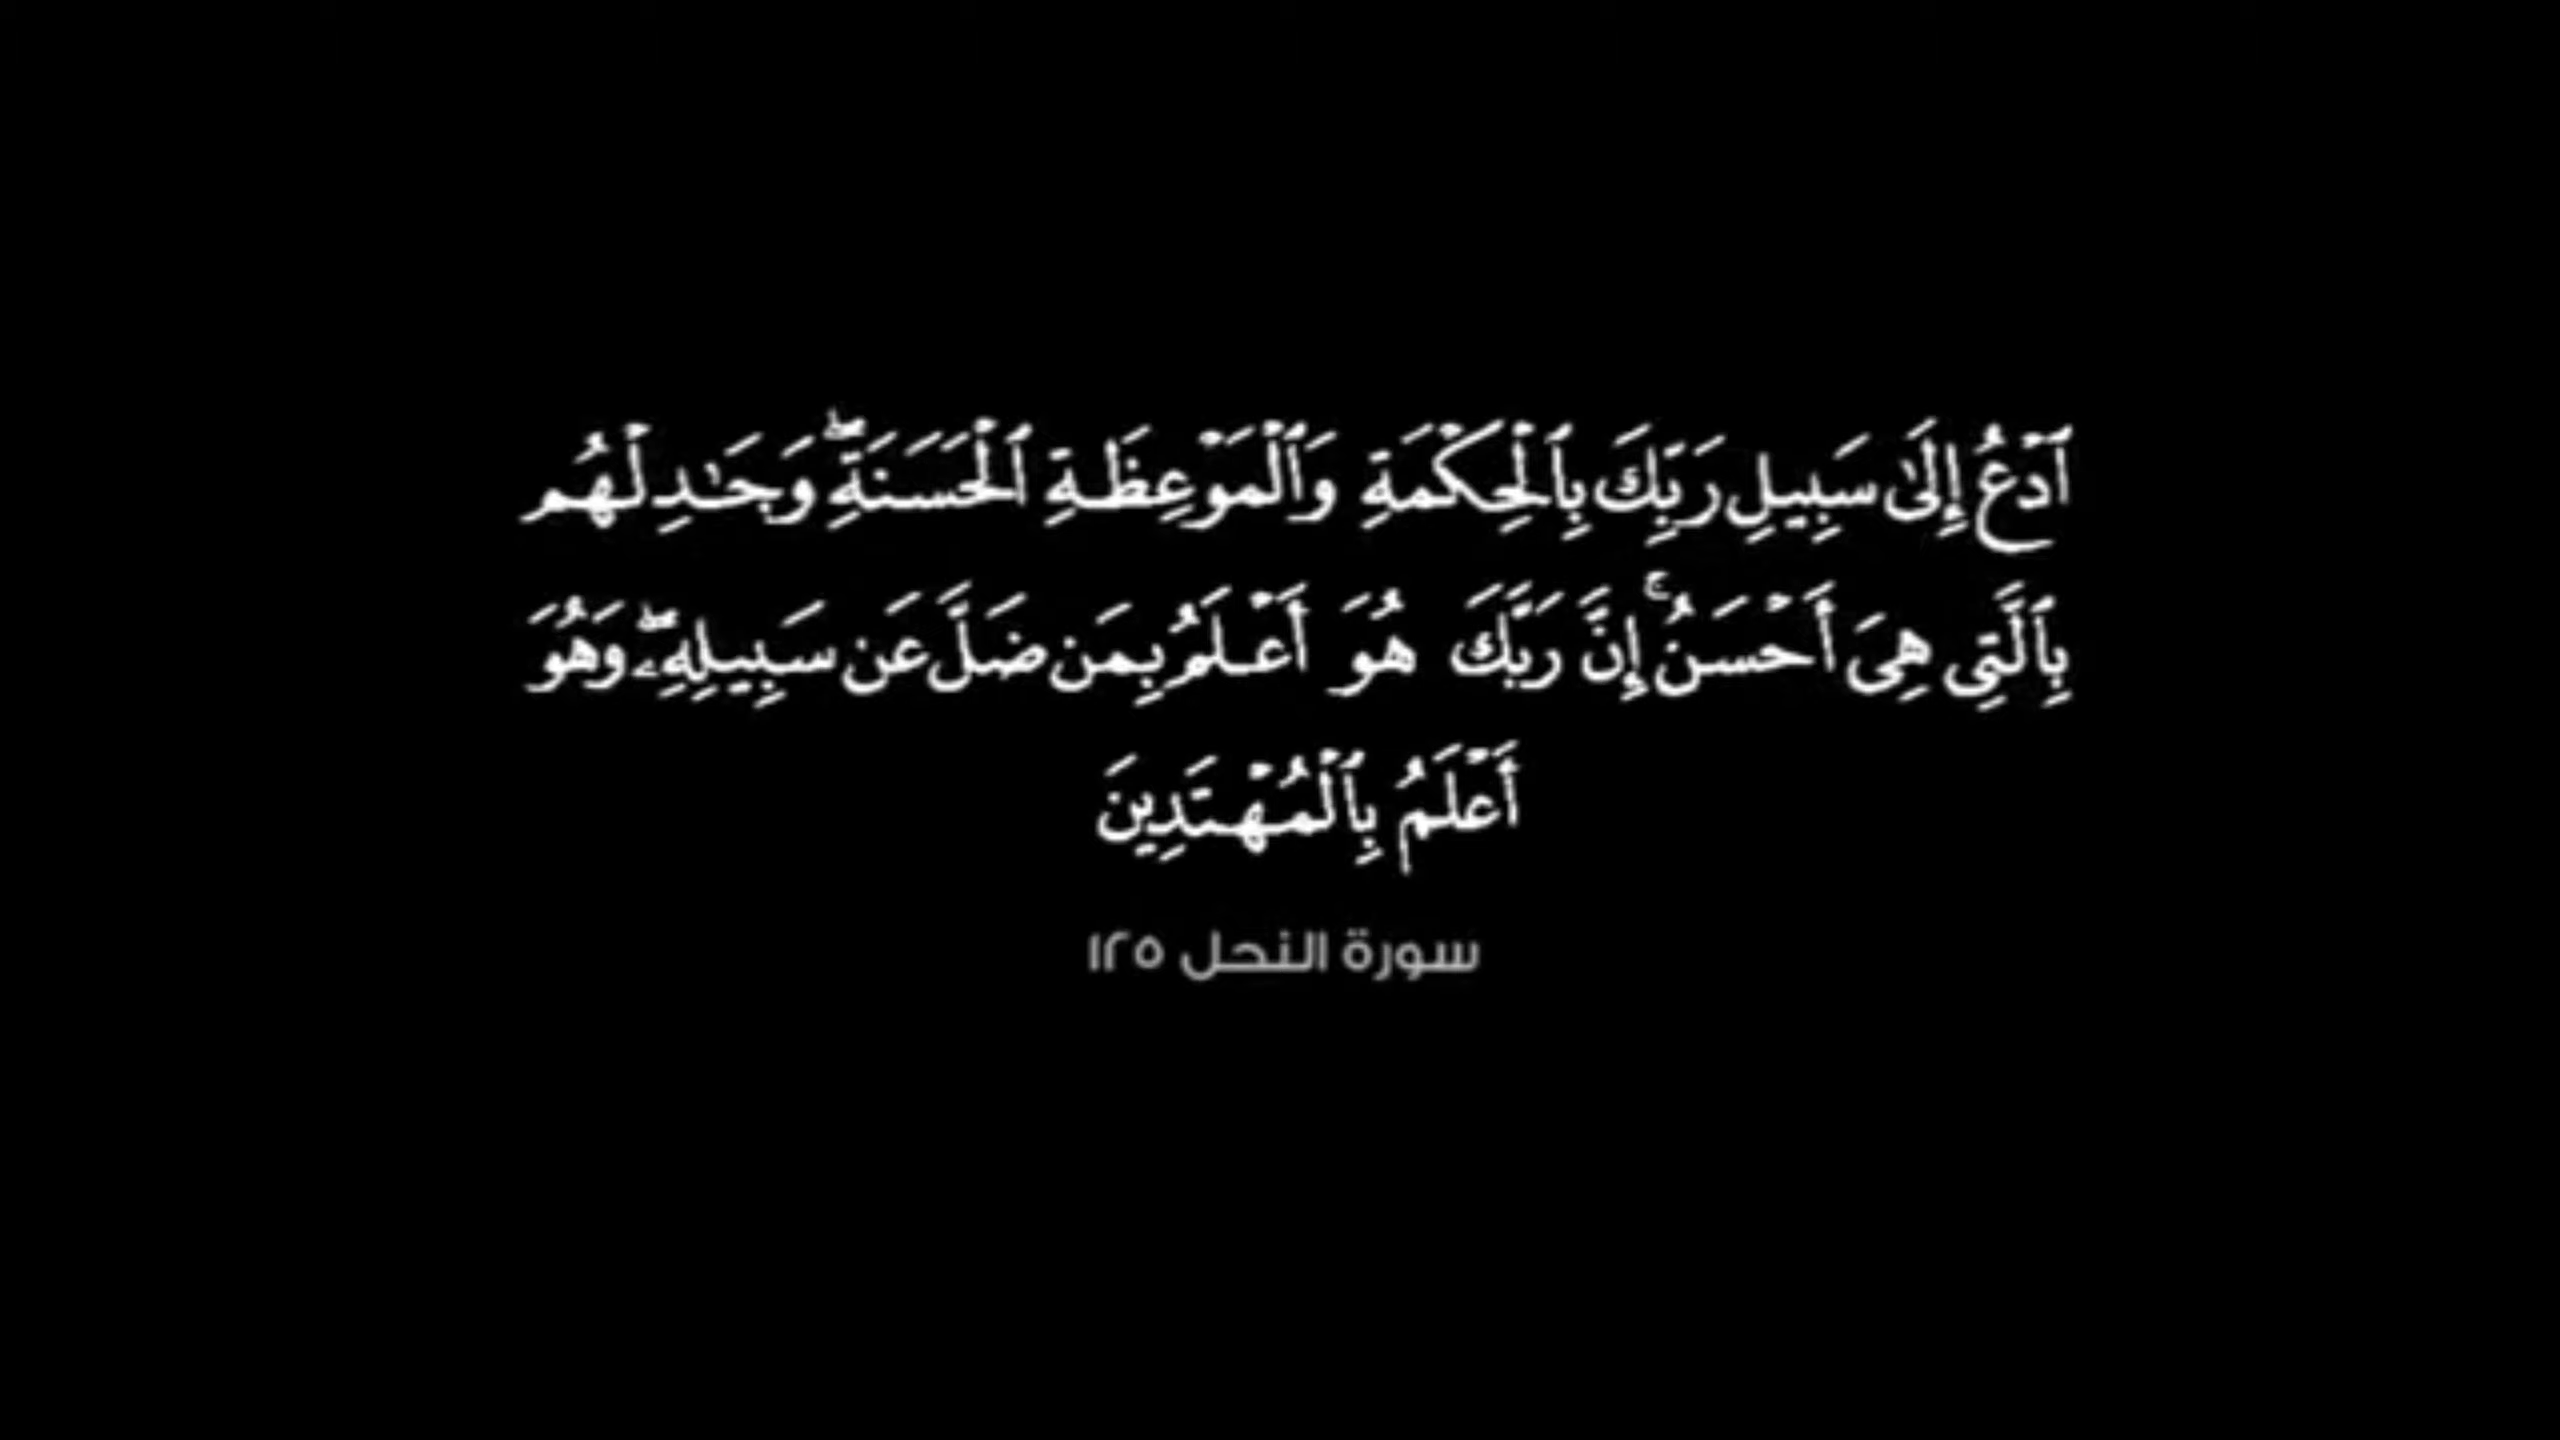 ٱدۡعُ إِلَىٰ سَبِيلِ رَبِّكَ بِٱلۡحِكۡمَةِ وَٱلۡمَوۡعِظَةِ ٱلۡحَسَنَةِۖ وَجَٰدِلۡهُم
بِٱلَّتِي هِيَ أَحۡسَنُۚ إِنَّ رَبَّكَ هُوَ أَعۡلَمُ بِمَن ضَلَّ عَن سَبِيلِهِۦۖ وَهُوَ
أَعۡلَمُ بِٱلۡمُهۡتَدِينَ
سورة النحل ١٢٥